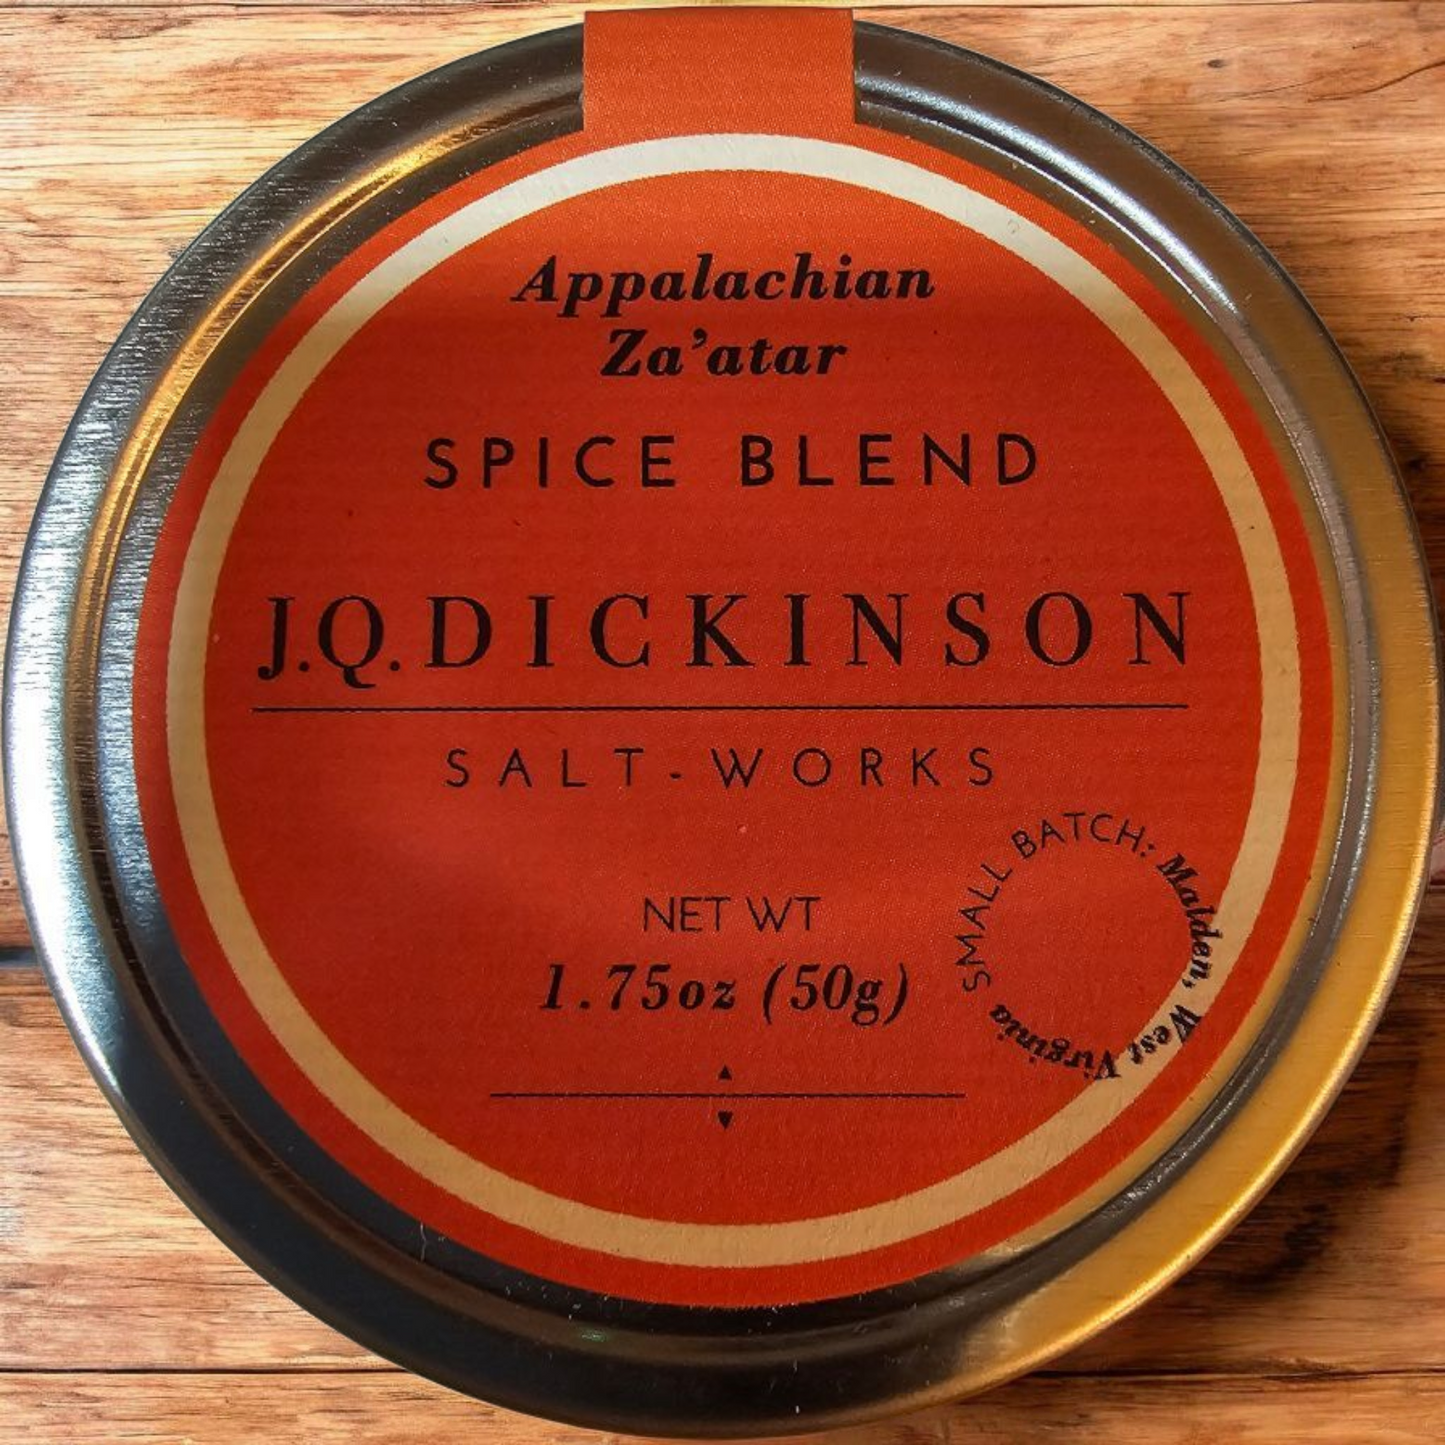 Appalachian
Za’atar
SPICE BLEND
J.Q.DICKINSON
SALT-WORKS
SMALL BATCH: Malden, West Virginia
NET WT
1.75oz (50g)